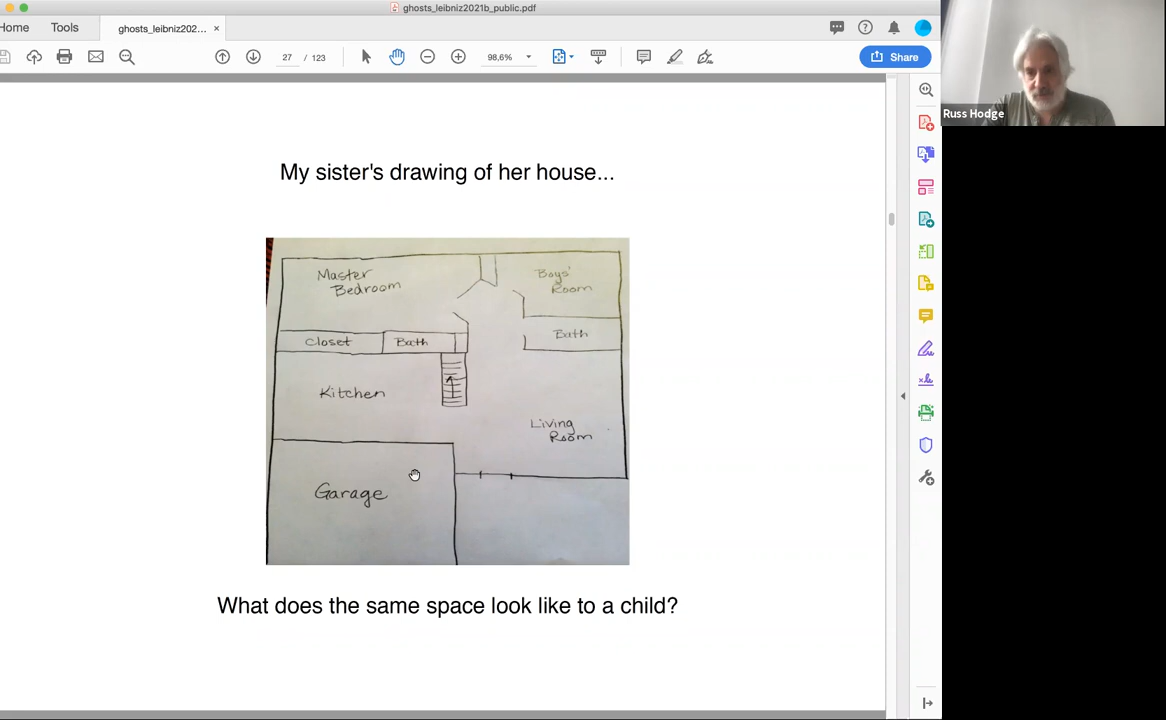 ghosts_leibniz2021b_public.pdf
Home
Tools
ghosts_leibniz202...
27 / 123
98,6%
Share
Russ Hodge
My sister's drawing of her house...
Master
Bedroom
Boys'
Room
Closet
Bath
Bath
Kitchen
Living
Room
Garage
What does the same space look like to a child?